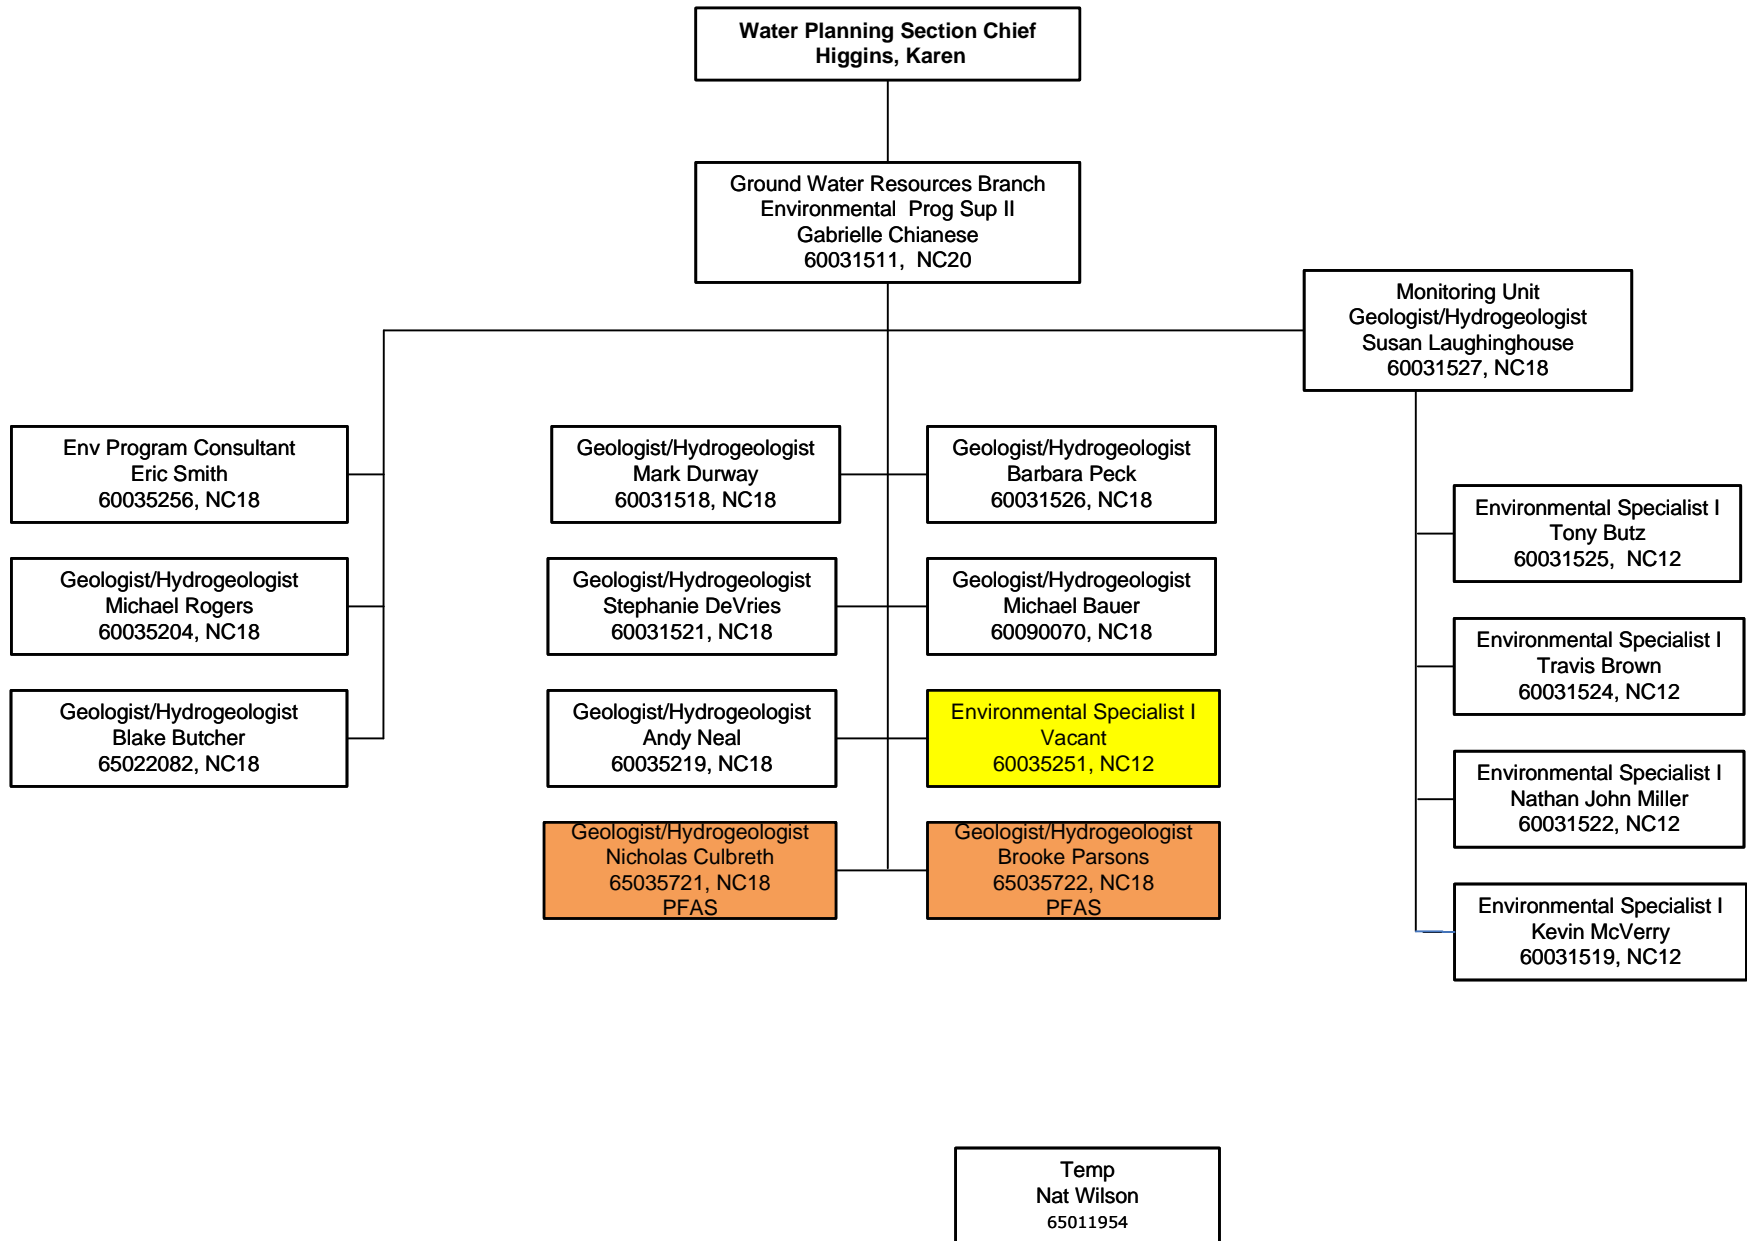 Water Planning Section Chief
Higgins, Karen
Ground Water Resources Branch
Environmental Prog Sup II
Gabrielle Chianese
60031511, NC20
Monitoring Unit
Geologist/Hydrogeologist
Susan Laughinghouse
60031527, NC18
Env Program Consultant
Eric Smith
60035256, NC18
Geologist/Hydrogeologist
Michael Rogers
60035204, NC18
Geologist/Hydrogeologist
Blake Butcher
65022082, NC18
Geologist/Hydrogeologist
Mark Durway
60031518, NC18
Geologist/Hydrogeologist
Stephanie DeVries
60031521, NC18
Geologist/Hydrogeologist
Andy Neal
60035219, NC18
Geologist/Hydrogeologist
Nicholas Culbreth
65035721, NC18
PFAS
Geologist/Hydrogeologist
Barbara Peck
60031526, NC18
Geologist/Hydrogeologist
Michael Bauer
60090070, NC18
Environmental Specialist I
Vacant
60035251, NC12
Geologist/Hydrogeologist
Brooke Parsons
65035722, NC18
PFAS
Environmental Specialist I
Tony Butz
60031525, NC12
Environmental Specialist I
Travis Brown
60031524, NC12
Environmental Specialist I
Nathan John Miller
60031522, NC12
Environmental Specialist I
Kevin McVerry
60031519, NC12
Temp
Nat Wilson
65011954